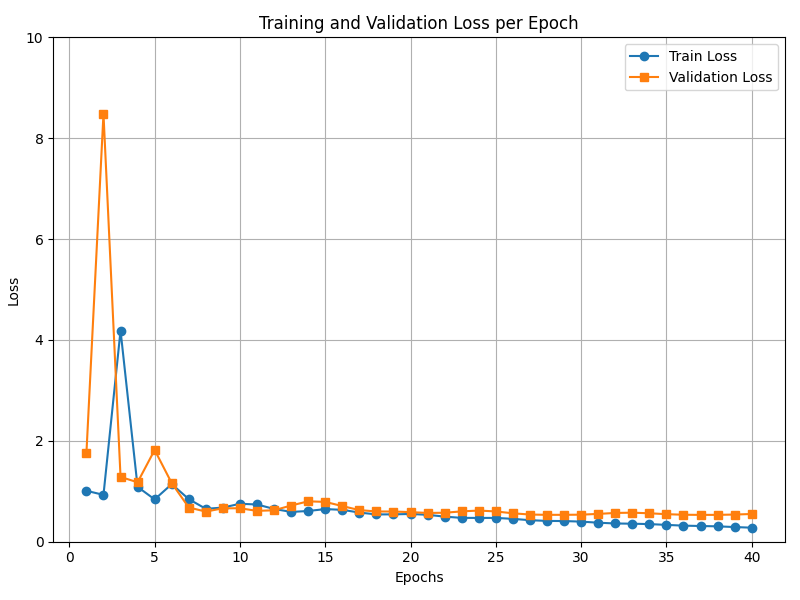 Training and Validation Loss per Epoch
Train Loss
Validation Loss
Loss
10
8
6
4
2
0
0 5 10 15 20 25 30 35 40
Epochs